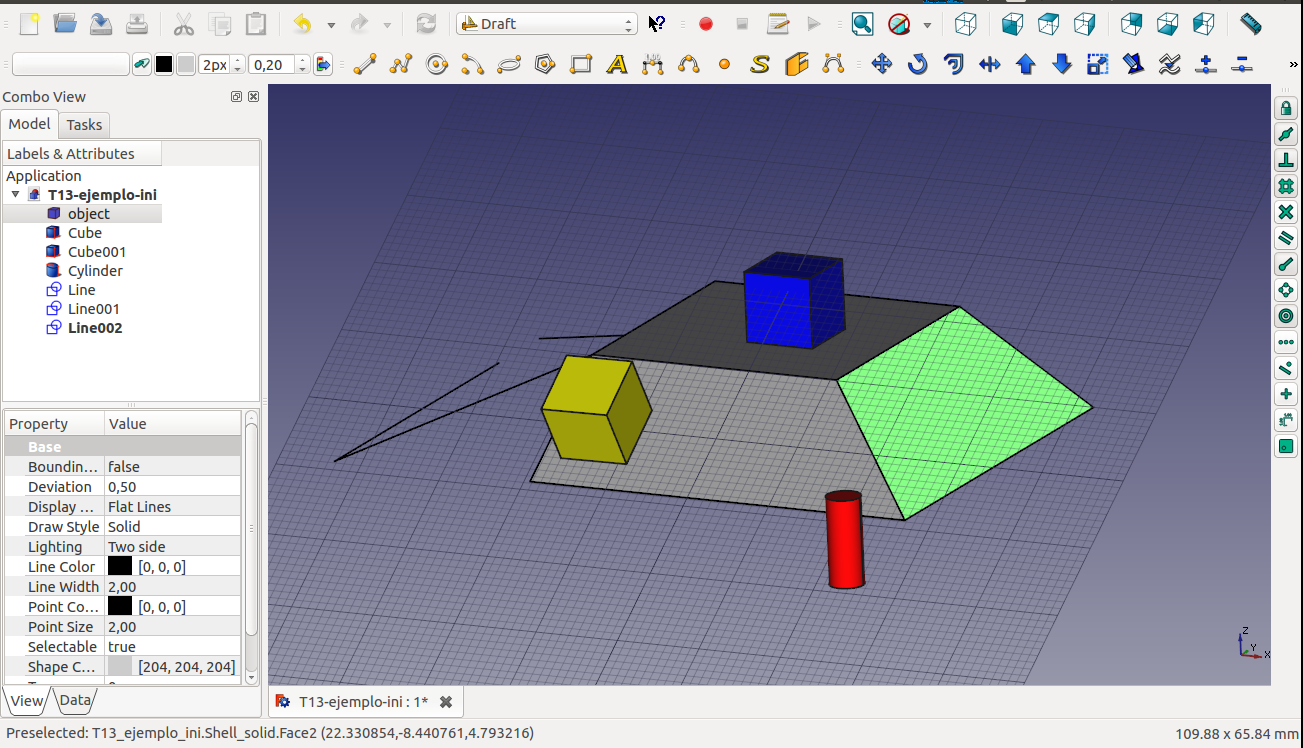 Draft
2px
0,20
»
Combo View
Model
Tasks
Labels & Attributes
Application
T13-ejemplo-ini
object
Cube
Cube001
Cylinder
Line
Line001
Line002
Property Value
Base
Boundin... false
Deviation 0,50
Display ... Flat Lines
Draw Style Solid
Lighting Two side
Line Color [0, 0, 0]
Line Width 2,00
Point Co... [0, 0, 0]
Point Size 2,00
Selectable true
Shape C... [204, 204, 204]
View
Data
Z
Y
X
T13-ejemplo-ini : 1*
Preselected: T13_ejemplo_ini.Shell_solid.Face2 (22.330854,-8.440761,4.793216)
109.88 x 65.84 mm